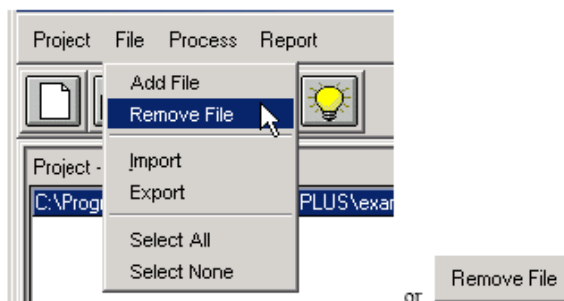 Project File Process Report
Add File
Remove File
Import
Project -
Export
C:\Prog PLUS\exar
Select All
Select None
or Remove File